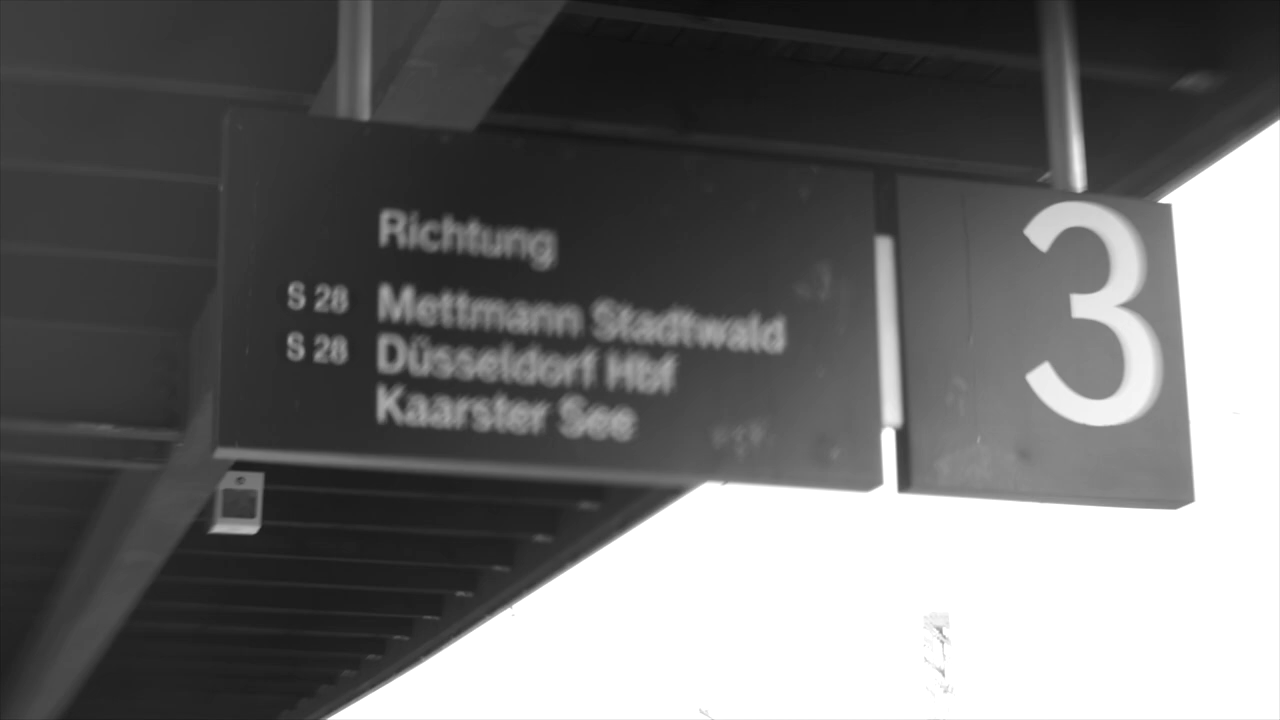 Richtung
S 28 Mettmann Stadtwald
S 28 Düsseldorf Hbf
Kaarster See
3